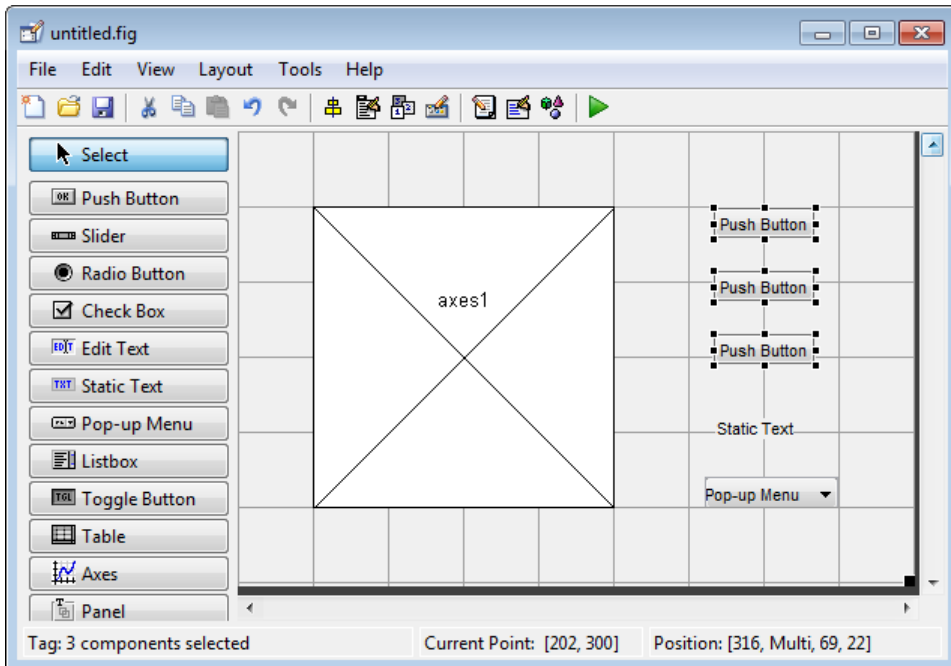 untitled.fig
File Edit View Layout Tools Help
Select
Push Button
Slider
Radio Button
Check Box
Edit Text
Static Text
Pop-up Menu
Listbox
Toggle Button
Table
Axes
Panel
axes1
Push Button
Push Button
Push Button
Static Text
Pop-up Menu
Tag: 3 components selected Current Point: [202, 300] Position: [316, Multi, 69, 22]